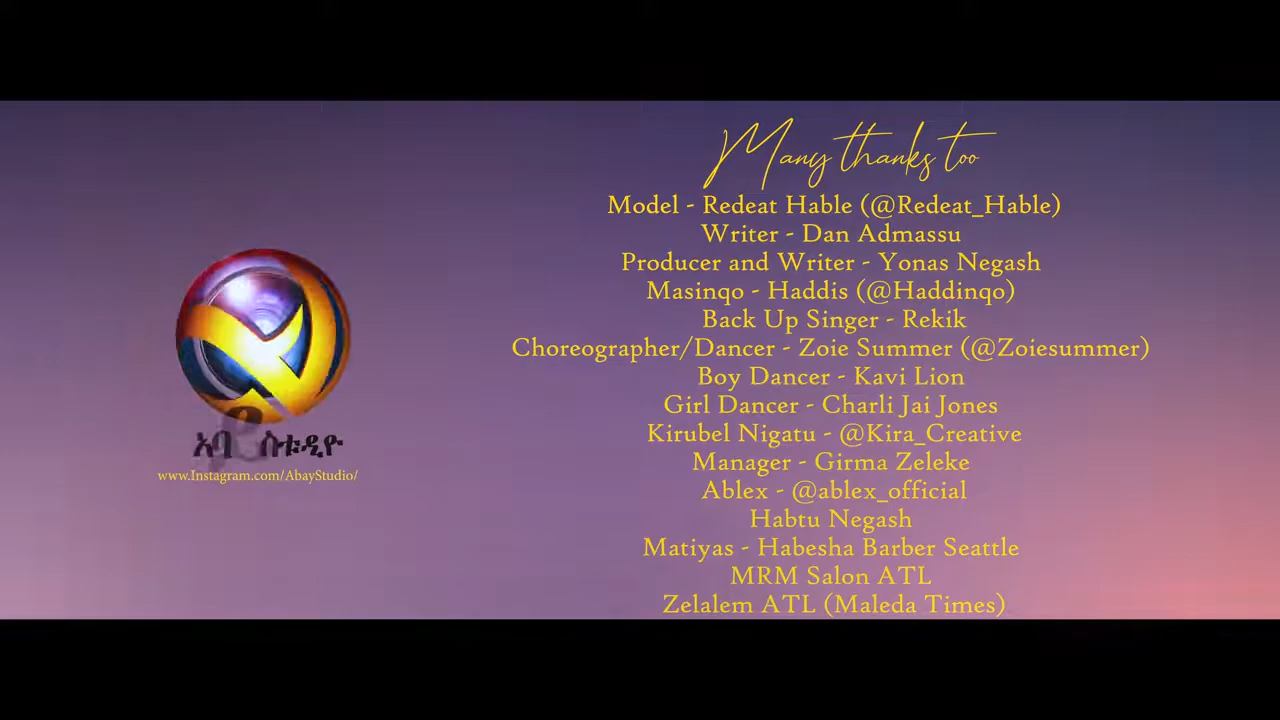 Many thanks too
Model - Redeat Hable (@Redeat_Hable)
Writer - Dan Admassu
Producer and Writer - Yonas Negash
Masinqo - Haddis (@Haddinqo)
Back Up Singer - Rekik
Choreographer/Dancer - Zoie Summer (@Zoiesummer)
Boy Dancer - Kavi Lion
Girl Dancer - Charli Jai Jones
Kirubel Nigatu - @Kira_Creative
Manager - Girma Zeleke
Ablex - @ablex_official
Habtu Negash
Matiyas - Habesha Barber Seattle
MRM Salon ATL
Zelalem ATL (Maleda Times)
ስቱዲዮ
www.Instagram.com/AbayStudio/